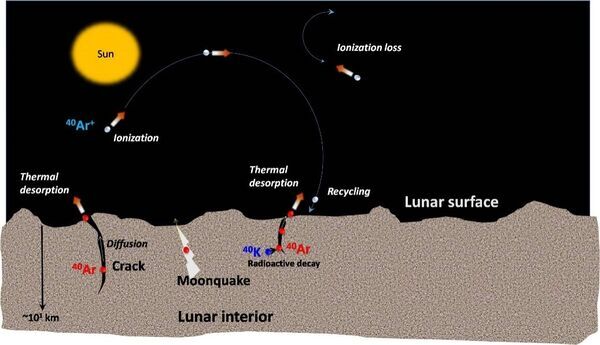 Sun
Ionization loss
⁴⁰Ar⁺
Ionization
Thermal
desorption
Thermal
desorption
Recycling
Lunar surface
Diffusion
⁴⁰Ar
Crack
Moonquake
⁴⁰K
⁴⁰Ar
Radioactive decay
km
Lunar interior